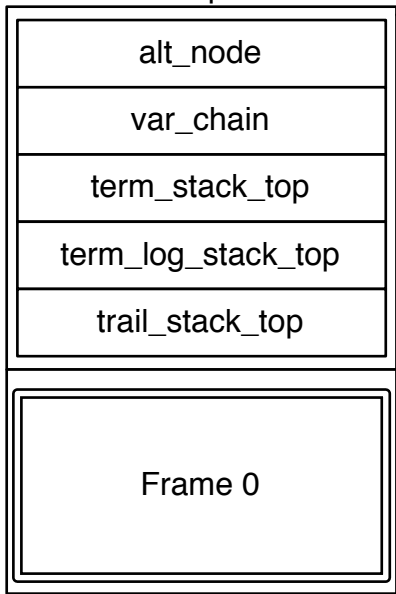 alt_node
var_chain
term_stack_top
term_log_stack_top
trail_stack_top
Frame 0